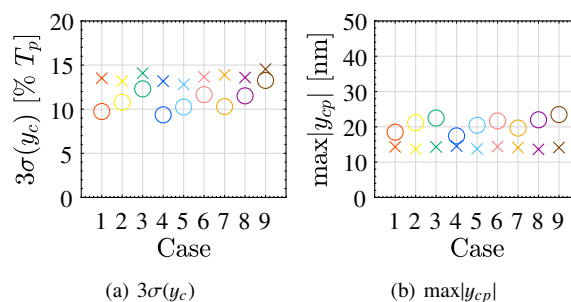 3σ(y_c) [% T_p]
20
15
10
5
0
1 2 3 4 5 6 7 8 9
Case
(a) 3σ(y_c)
max|y_cp| [nm]
50
40
30
20
10
0
1 2 3 4 5 6 7 8 9
Case
(b) max|y_cp|